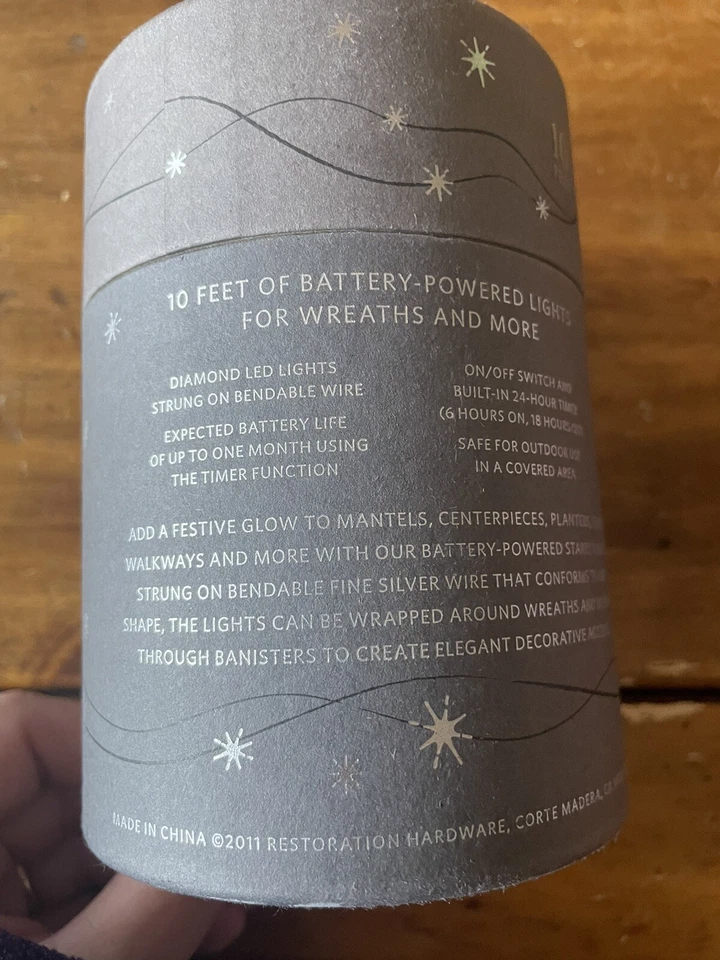 10 FEET OF BATTERY-POWERED LIGHTS
FOR WREATHS AND MORE
DIAMOND LED LIGHTS
STRUNG ON BENDABLE WIRE
EXPECTED BATTERY LIFE
OF UP TO ONE MONTH USING
THE TIMER FUNCTION
ON/OFF SWITCH AND
BUILT-IN 24-HOUR TIMER
(6 HOURS ON, 18 HOURS OFF)
SAFE FOR OUTDOOR USE
IN A COVERED AREA
ADD A FESTIVE GLOW TO MANTELS, CENTERPIECES, PLANTERS,
WALKWAYS AND MORE WITH OUR BATTERY-POWERED
STRUNG ON BENDABLE FINE SILVER WIRE THAT CONFORMS
SHAPE, THE LIGHTS CAN BE WRAPPED AROUND WREATHS AND
THROUGH BANISTERS TO CREATE ELEGANT DECORATIVE
MADE IN CHINA ©2011 RESTORATION HARDWARE, CORTE MADERA,